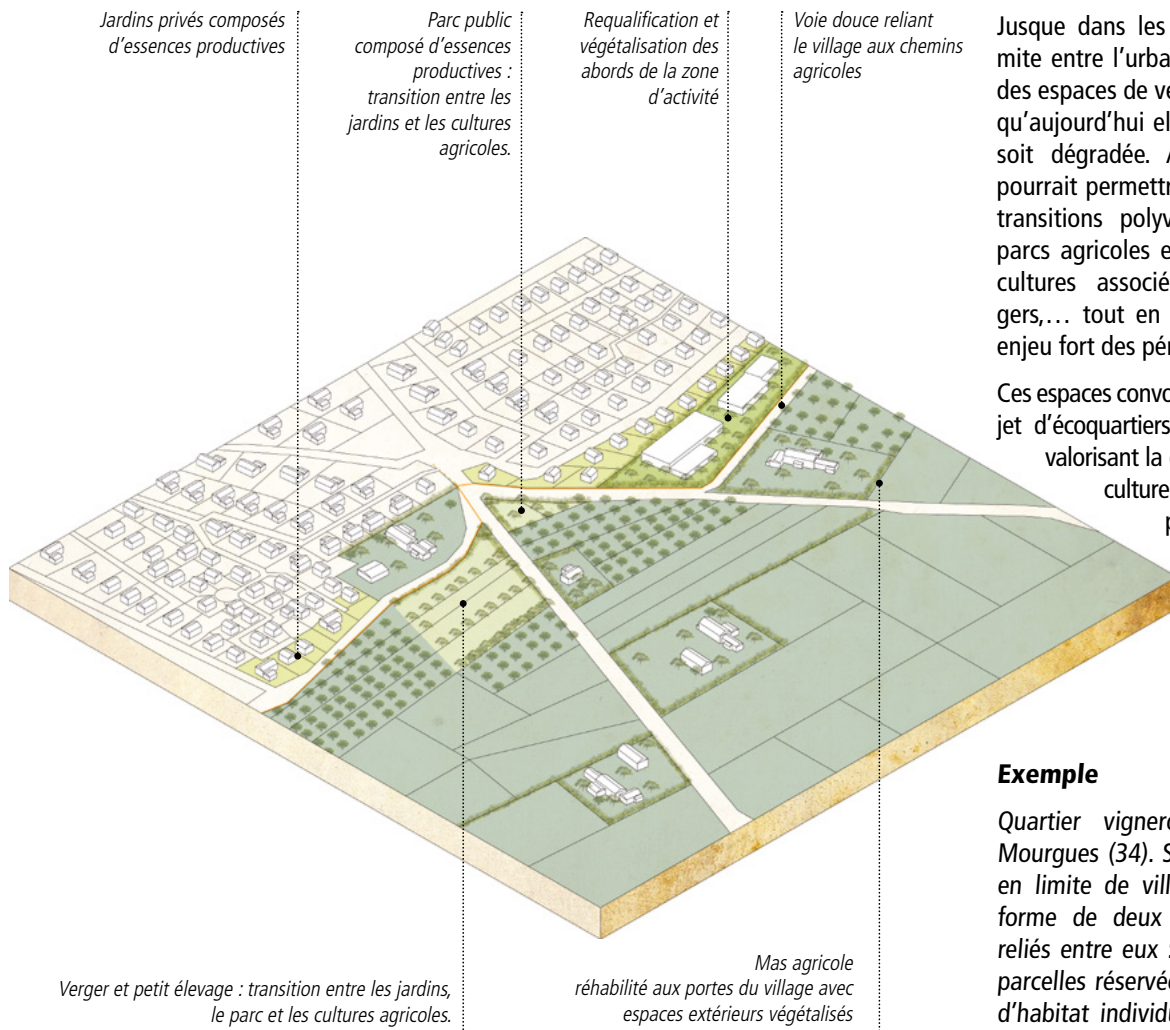 Jardins privés composés
d'essences productives
Parc public
composé d'essences
productives :
transition entre les
jardins et les cultures
agricoles.
Requalification et
végétalisation des
abords de la zone
d'activité
Voie douce reliant
le village aux chemins
agricoles
Jusque dans les
mite entre l'urba
des espaces de ve
qu'aujourd'hui el
soit dégradée. A
pourrait permettr
transitions polyv
parcs agricoles e
cultures associé
gers,… tout en
enjeu fort des pér
Ces espaces convo
jet d'écoquartiers
valorisant la
culture
p
Exemple
Quartier vignero
Mourgues (34). S
en limite de vill
forme de deux
reliés entre eux
parcelles réservée
d'habitat individ
Verger et petit élevage : transition entre les jardins,
le parc et les cultures agricoles.
Mas agricole
réhabilité aux portes du village avec
espaces extérieurs végétalisés